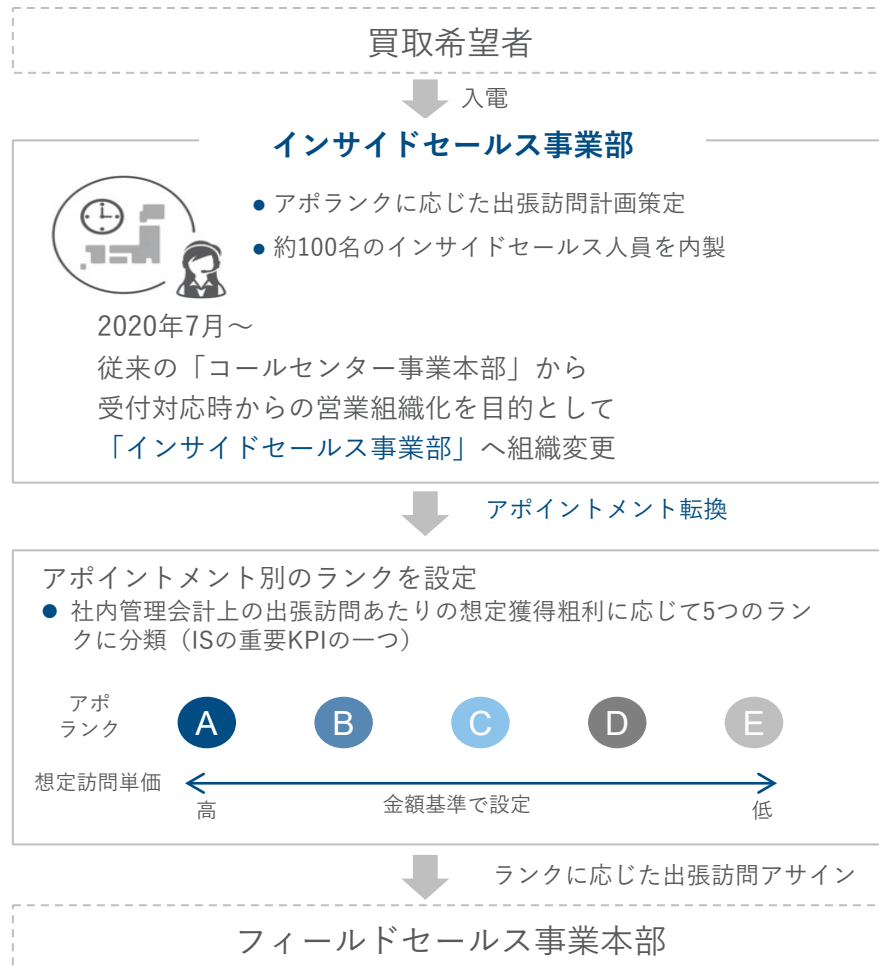 買取希望者
入電
インサイドセールス事業部
● アポランクに応じた出張訪問計画策定
● 約100名のインサイドセールス人員を内製
2020年7月～
従来の「コールセンター事業本部」から
受付対応時からの営業組織化を目的として
「インサイドセールス事業部」へ組織変更
アポイントメント転換
アポイントメント別のランクを設定
● 社内管理会計上の出張訪問あたりの想定獲得粗利に応じて5つのラン
クに分類（ISの重要KPIの一つ）
アポ
ランク
A B C D E
想定訪問単価
高 金額基準で設定 低
ランクに応じた出張訪問アサイン
フィールドセールス事業本部